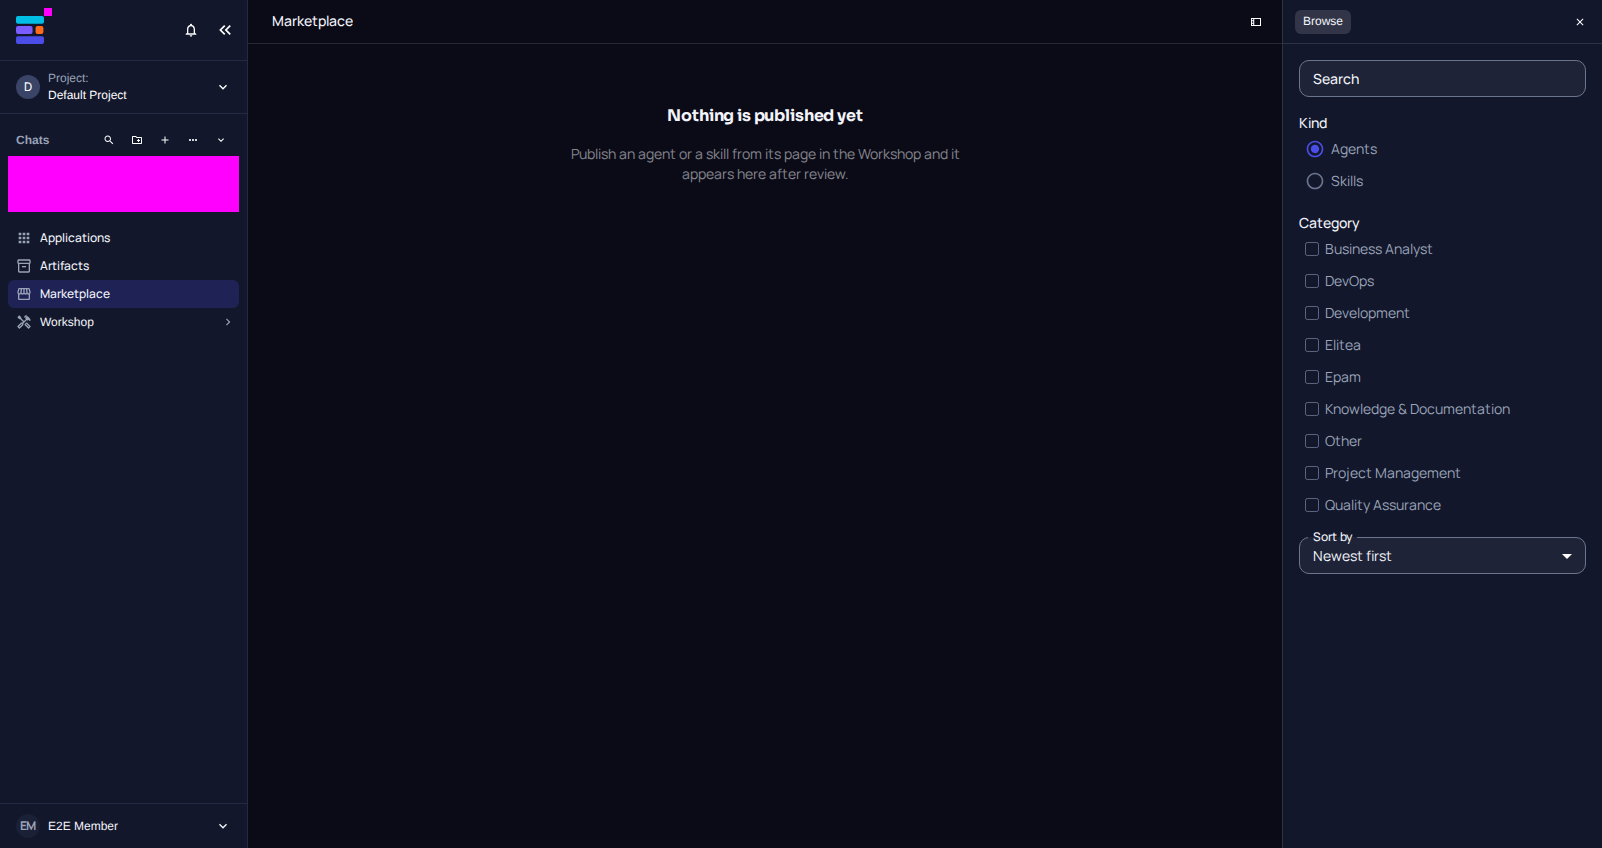 Project:
Default Project
Chats
Applications
Artifacts
Marketplace
Workshop
EM
E2E Member
Marketplace
Nothing is published yet
Publish an agent or a skill from its page in the Workshop and it
appears here after review.
Browse
Search
Kind
Agents
Skills
Category
Business Analyst
DevOps
Development
Elitea
Epam
Knowledge & Documentation
Other
Project Management
Quality Assurance
Sort by
Newest first
D